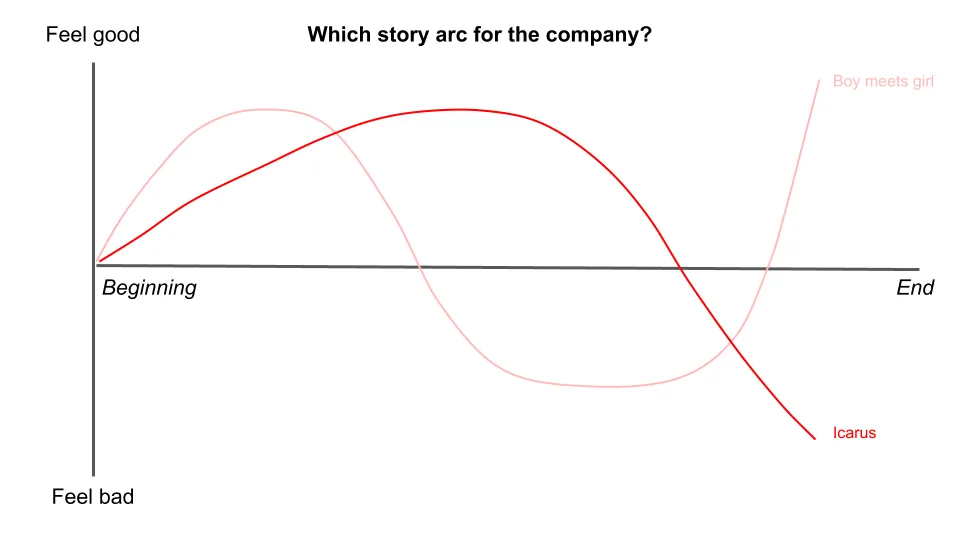 Feel good
Which story arc for the company?
Boy meets girl
Beginning
End
Icarus
Feel bad